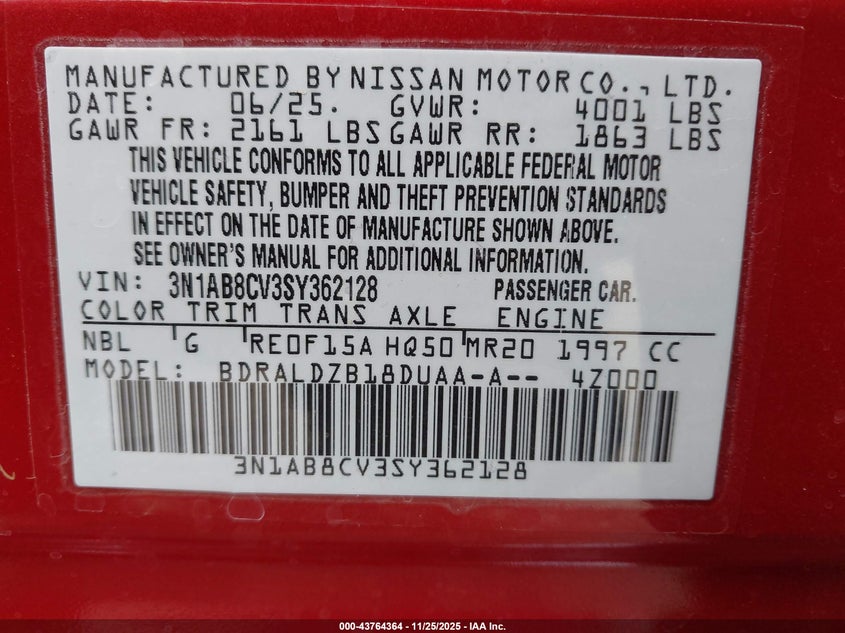 MANUFACTURED BY NISSAN MOTOR CO., LTD.
DATE: 06/25. GVWR: 4001 LBS
GAWR FR: 2161 LBS GAWR RR: 1863 LBS
THIS VEHICLE CONFORMS TO ALL APPLICABLE FEDERAL MOTOR
VEHICLE SAFETY, BUMPER AND THEFT PREVENTION STANDARDS
IN EFFECT ON THE DATE OF MANUFACTURE SHOWN ABOVE.
SEE OWNER'S MANUAL FOR ADDITIONAL INFORMATION.
VIN: 3N1AB8CV3SY362128 PASSENGER CAR.
COLOR TRIM TRANS AXLE ENGINE
NBL G RE0F15A HQ50 MR20 1997 CC
MODEL: BDRALDZB18DUAA-A-- 4Z000
3N1AB8CV3SY362128
000-43764364 | 11/25/2025 - IAA Inc.